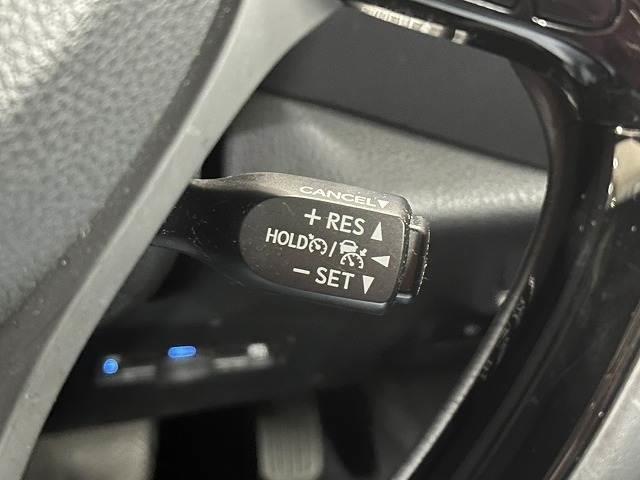 CANCEL▼
+ RES ▲
HOLD / ◀
− SET ▼